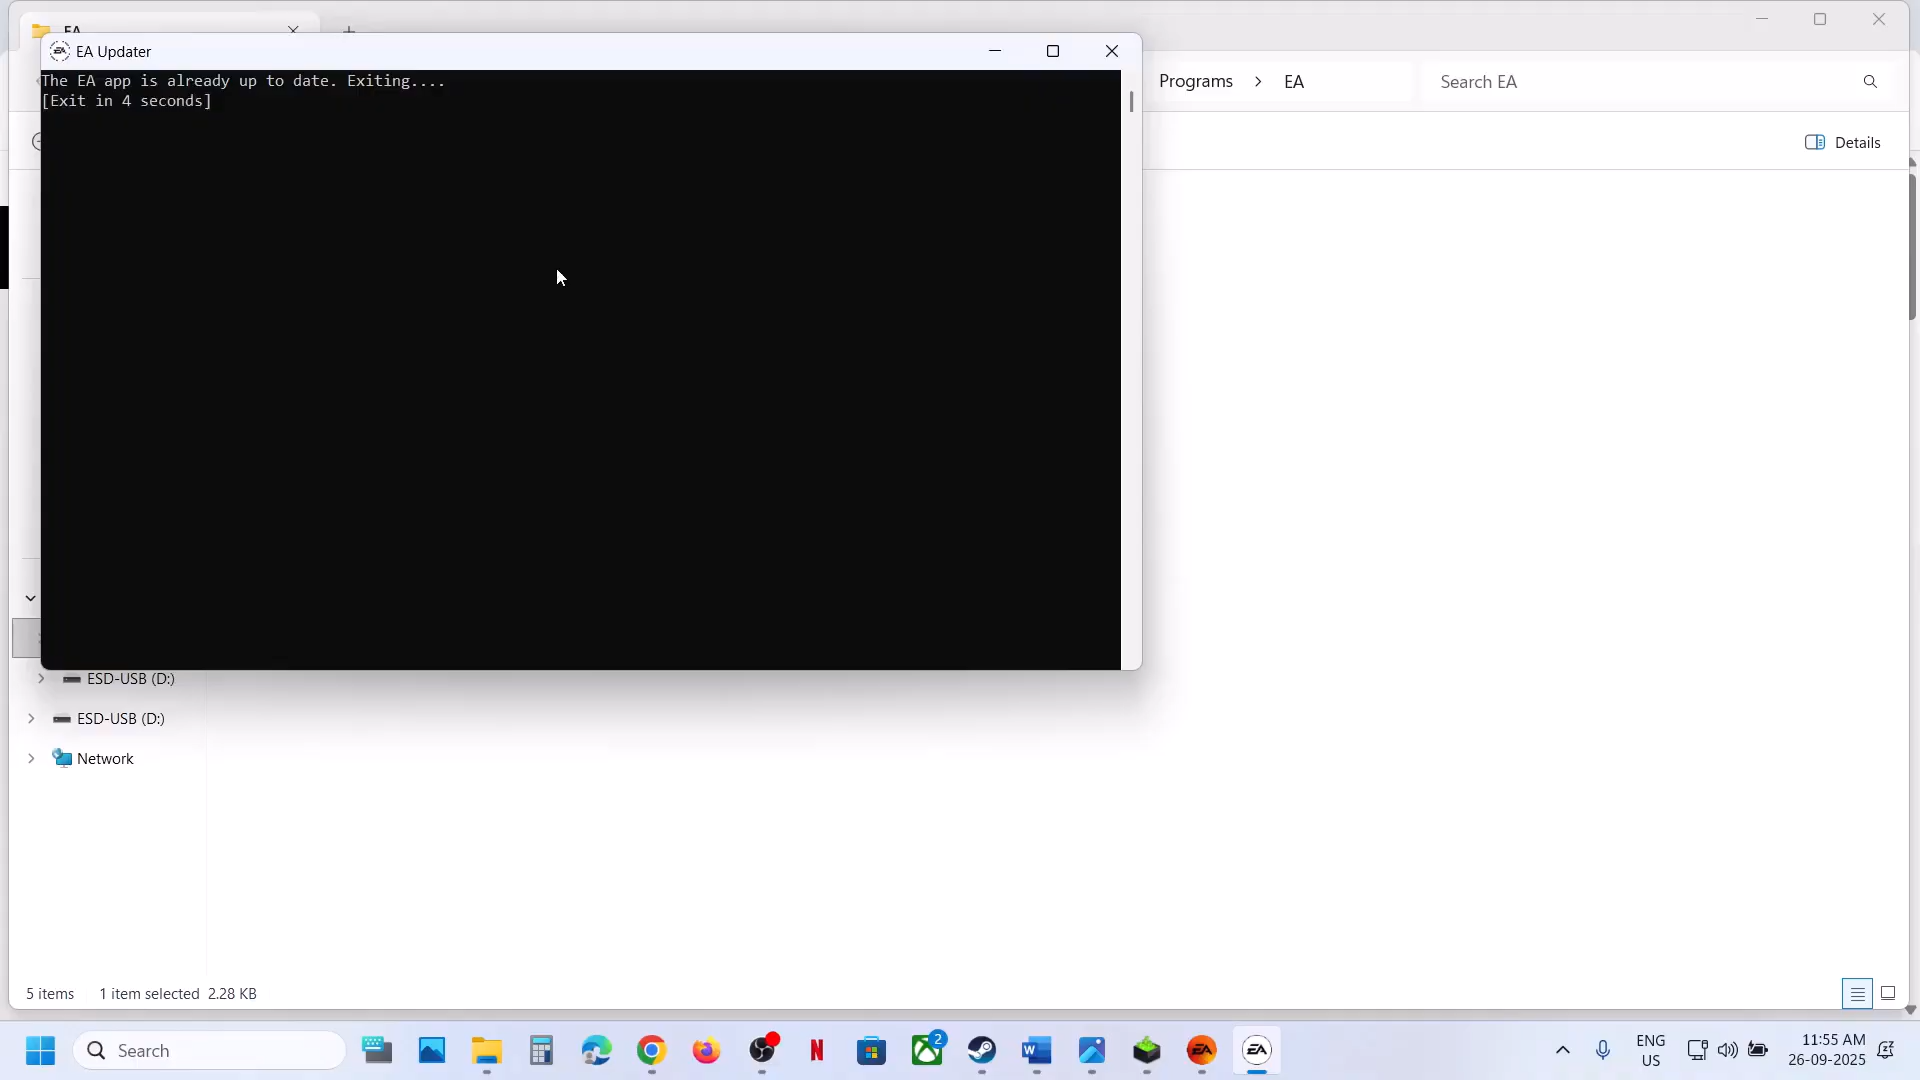 EA
EA Updater
The EA app is already up to date. Exiting....
[Exit in 4 seconds]
Programs > EA
Search EA
Details
ESD-USB (D:)
ESD-USB (D:)
Network
5 items 1 item selected 2.28 KB
Search
2
ENG
US
11:55 AM
26-09-2025